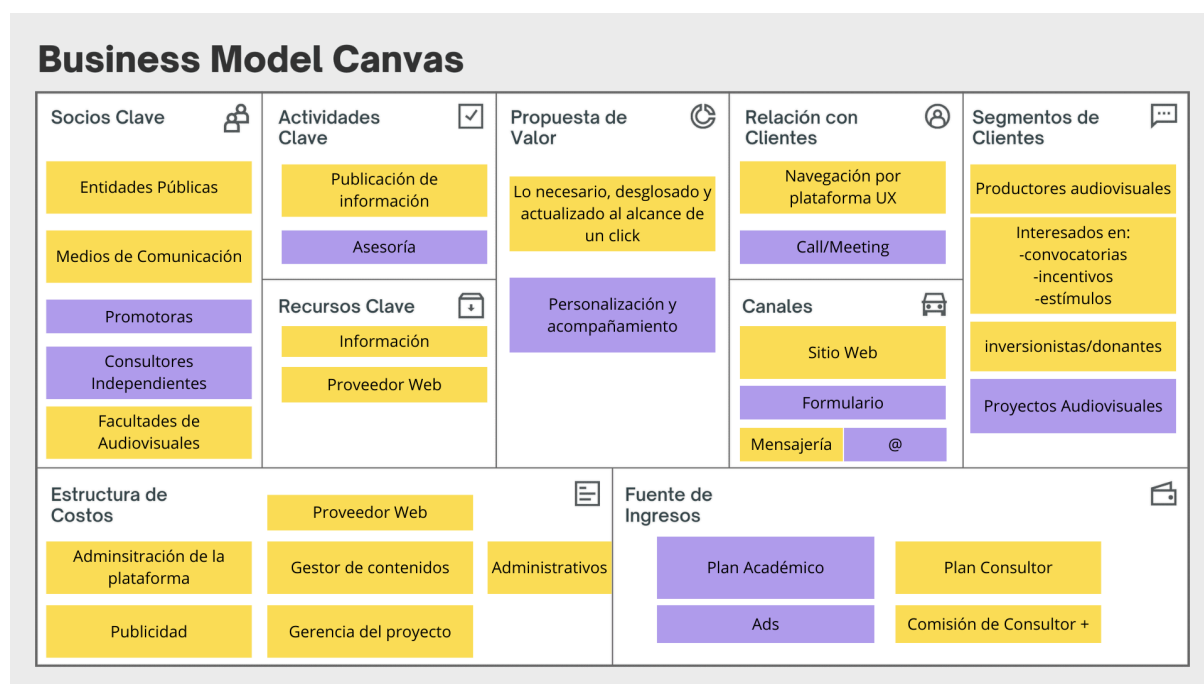 Business Model Canvas
Socios Clave
Entidades Públicas
Medios de Comunicación
Promotoras
Consultores
Independientes
Facultades de
Audiovisuales
Actividades
Clave
Publicación de
información
Asesoría
Recursos Clave
Información
Proveedor Web
Propuesta de
Valor
Lo necesario, desglosado y
actualizado al alcance de
un click
Personalización y
acompañamiento
Relación con
Clientes
Navegación por
plataforma UX
Call/Meeting
Canales
Sitio Web
Formulario
Mensajería
@
Segmentos de
Clientes
Productores audiovisuales
Interesados en:
-convocatorias
-incentivos
-estímulos
inversionistas/donantes
Proyectos Audiovisuales
Estructura de
Costos
Proveedor Web
Adminsitración de la
plataforma
Gestor de contenidos
Administrativos
Publicidad
Gerencia del proyecto
Fuente de
Ingresos
Plan Académico
Plan Consultor
Ads
Comisión de Consultor +